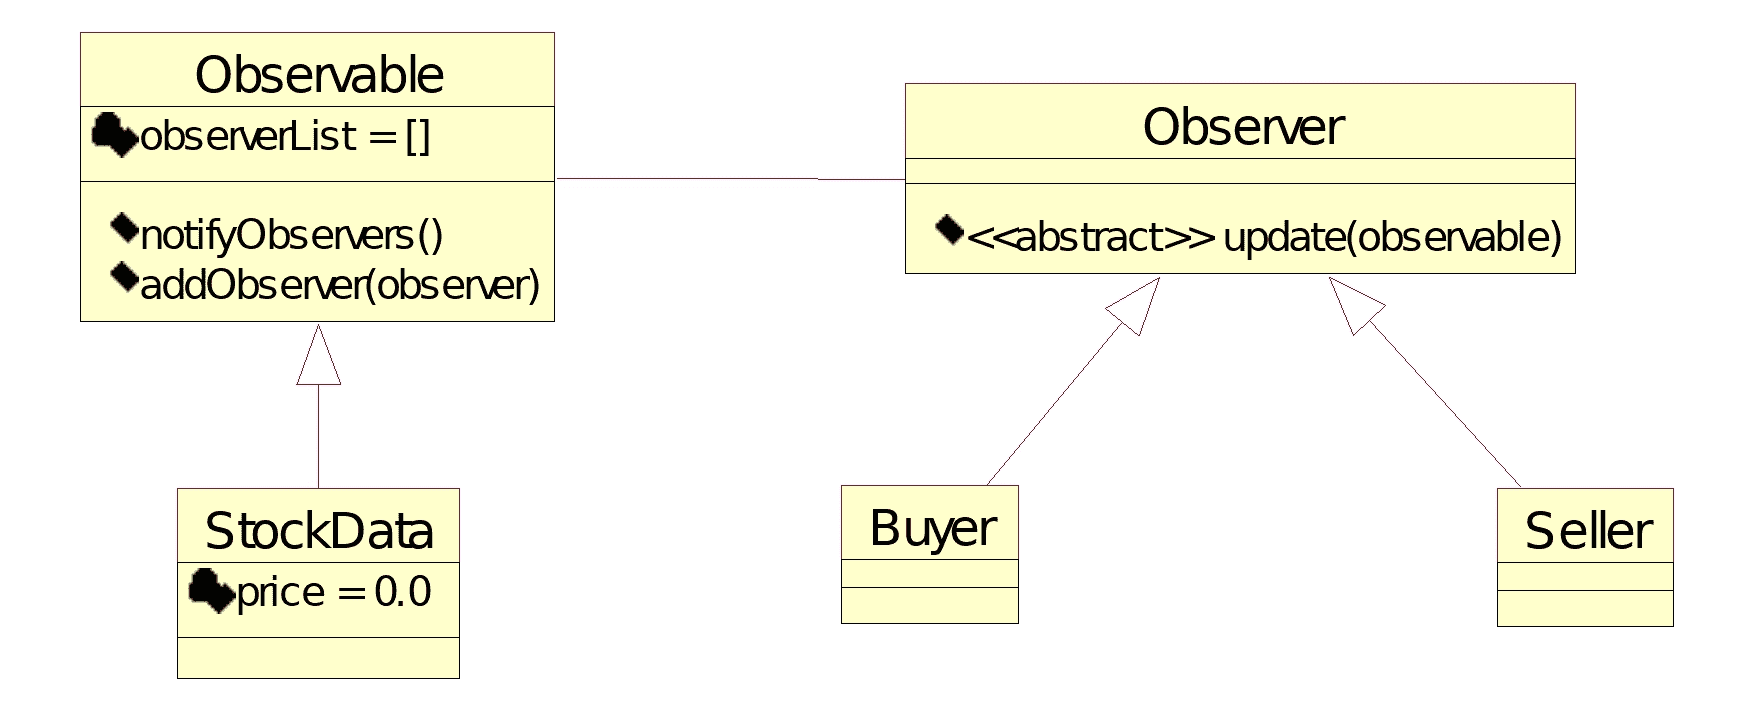 Observable
observerList = []
notifyObservers()
addObserver(observer)
Observer
<<abstract>> update(observable)
StockData
price = 0.0
Buyer
Seller